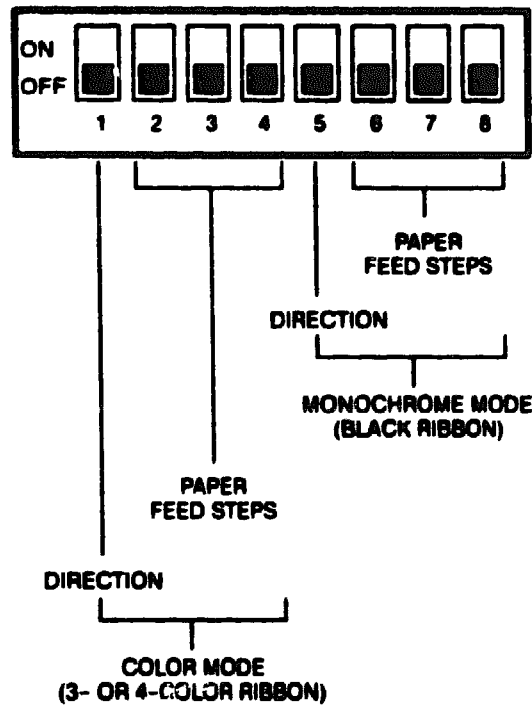 ON
OFF
1 2 3 4 5 6 7 8
PAPER
FEED STEPS
DIRECTION
MONOCHROME MODE
(BLACK RIBBON)
PAPER
FEED STEPS
DIRECTION
COLOR MODE
(3- OR 4-COLOR RIBBON)